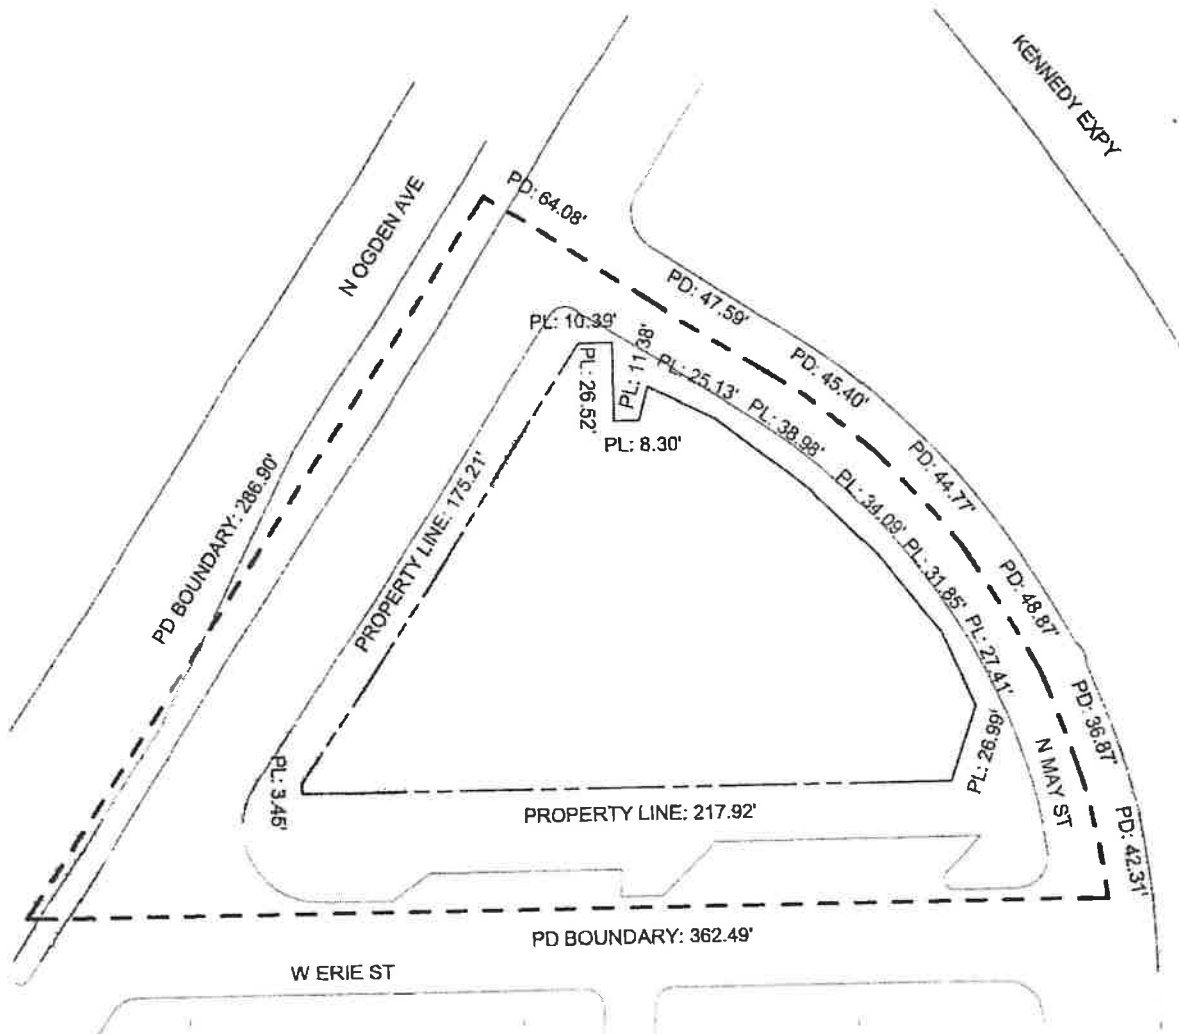 KENNEDY EXPY
PD: 64.08'
N OGDEN AVE
PD: 47.59'
PL: 10.39'
PL: 11.38'
PL: 26.52'
PL: 25.13'
PD: 45.40'
PL: 8.30'
PL: 38.98'
PD: 44.77'
PROPERTY LINE: 175.21'
PD BOUNDARY: 286.90'
PL: 34.09'
PL: 31.85'
PD: 48.87'
PL: 27.41'
PD: 36.87'
PL: 26.99'
N MAY ST
PL: 3.45'
PROPERTY LINE: 217.92'
PD: 42.31'
PD BOUNDARY: 362.49'
W ERIE ST